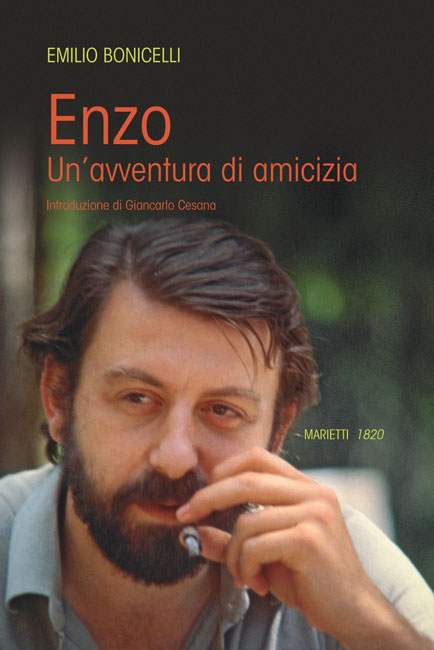 EMILIO BONICELLI
Enzo
Un'avventura di amicizia
Introduzione di Giancarlo Cesana
MARIETTI 1820